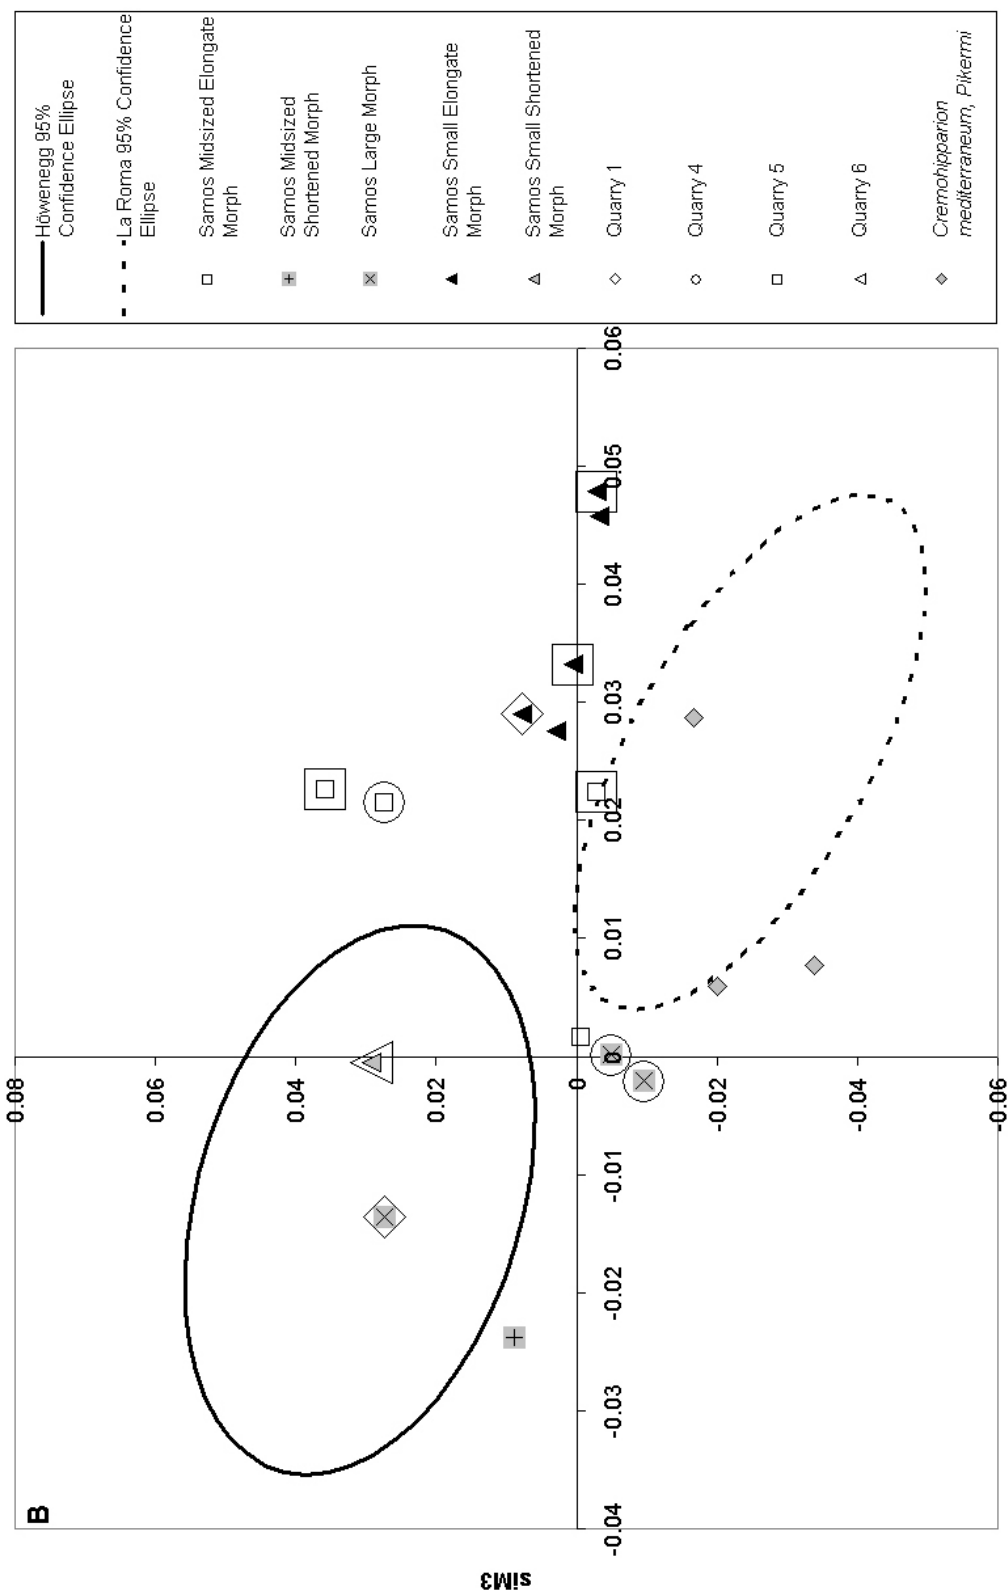 B
siM3
0.08
0.06
0.04
0.02
0
-0.02
-0.04
-0.06
-0.04
-0.03
-0.02
-0.01
0
0.01
0.02
0.03
0.04
0.05
0.06
Höwenegg 95%
Confidence Ellipse
La Roma 95% Confidence
Ellipse
Samos Midsized Elongate
Morph
Samos Midsized
Shortened Morph
Samos Large Morph
Samos Small Elongate
Morph
Samos Small Shortened
Morph
Quarry 1
Quarry 4
Quarry 5
Quarry 6
Cremohipparion
mediterraneum, Pikermi